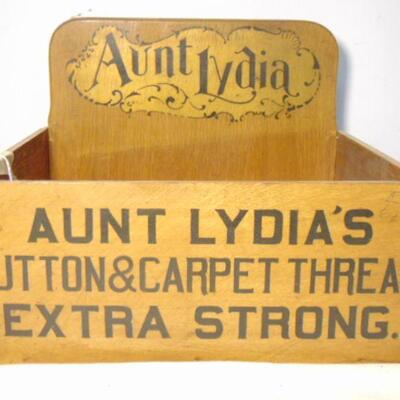 Aunt Lydia
AUNT LYDIA'S
UTTON&CARPET THREA
EXTRA STRONG.